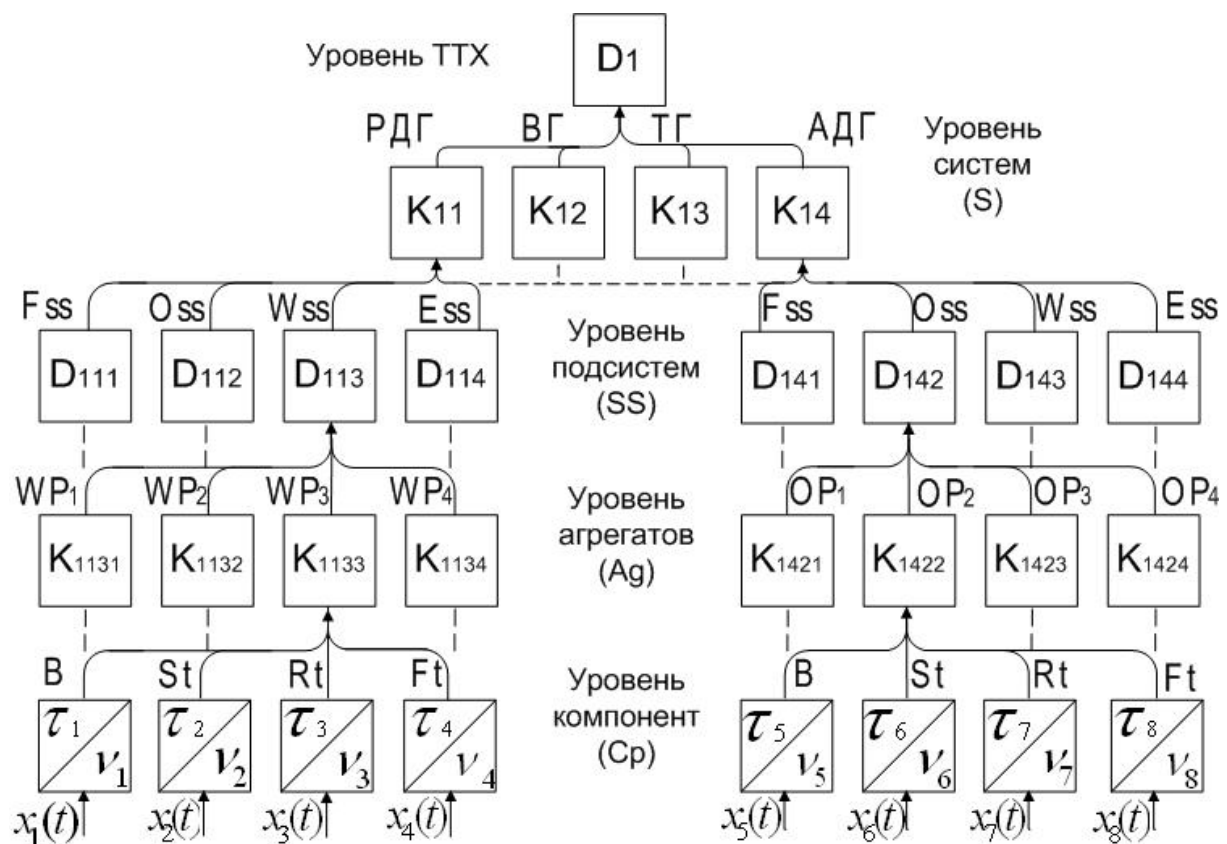 Уровень ТТХ
D1
РДГ ВГ ТГ АДГ
Уровень
систем
(S)
K11 K12 K13 K14
Fss Oss Wss Ess Fss Oss Wss Ess
Уровень
подсистем
(SS)
D111 D112 D113 D114 D141 D142 D143 D144
WP1 WP2 WP3 WP4 OP1 OP2 OP3 OP4
Уровень
агрегатов
(Ag)
K1131 K1132 K1133 K1134 K1421 K1422 K1423 K1424
B St Rt Ft B St Rt Ft
Уровень
компонент
(Cp)
τ1 τ2 τ3 τ4 τ5 τ6 τ7 τ8
ν1 ν2 ν3 ν4 ν5 ν6 ν7 ν8
x1(t) x2(t) x3(t) x4(t) x5(t) x6(t) x7(t) x8(t)